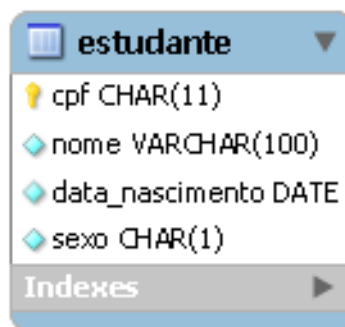 estudante
cpf CHAR(11)
nome VARCHAR(100)
data_nascimento DATE
sexo CHAR(1)
Indexes